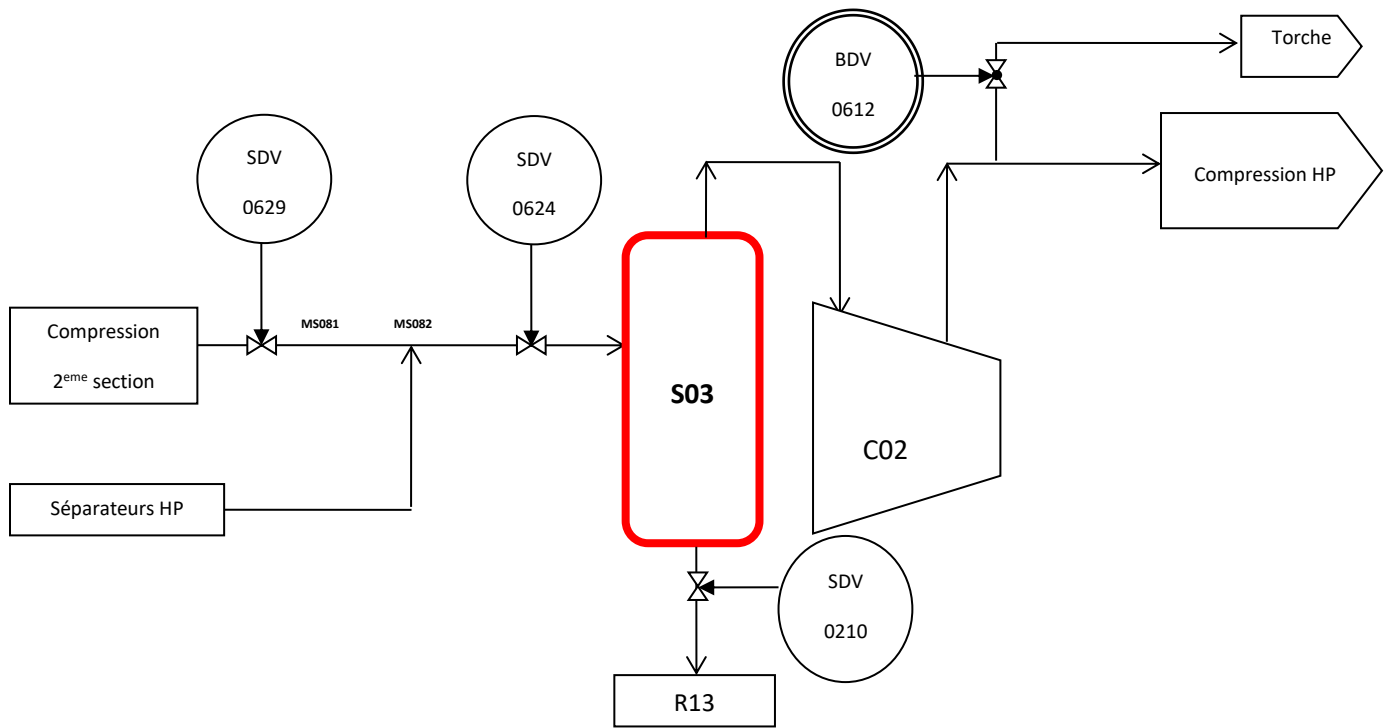 BDV
0612
Torche
SDV
0629
SDV
0624
Compression HP
Compression
2eme section
MS081
MS082
S03
C02
Séparateurs HP
SDV
0210
R13